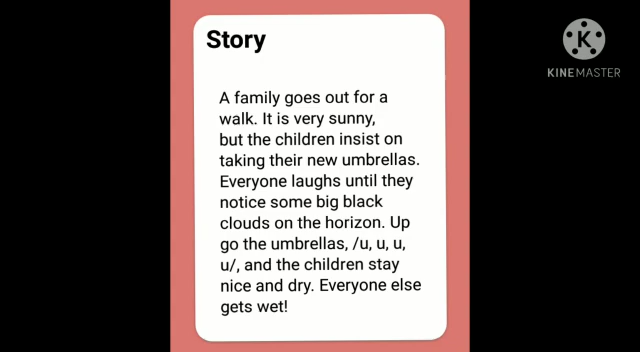 Story
A family goes out for a
walk. It is very sunny,
but the children insist on
taking their new umbrellas.
Everyone laughs until they
notice some big black
clouds on the horizon. Up
go the umbrellas, /u, u, u,
u/, and the children stay
nice and dry. Everyone else
gets wet!
K
KINEMASTER